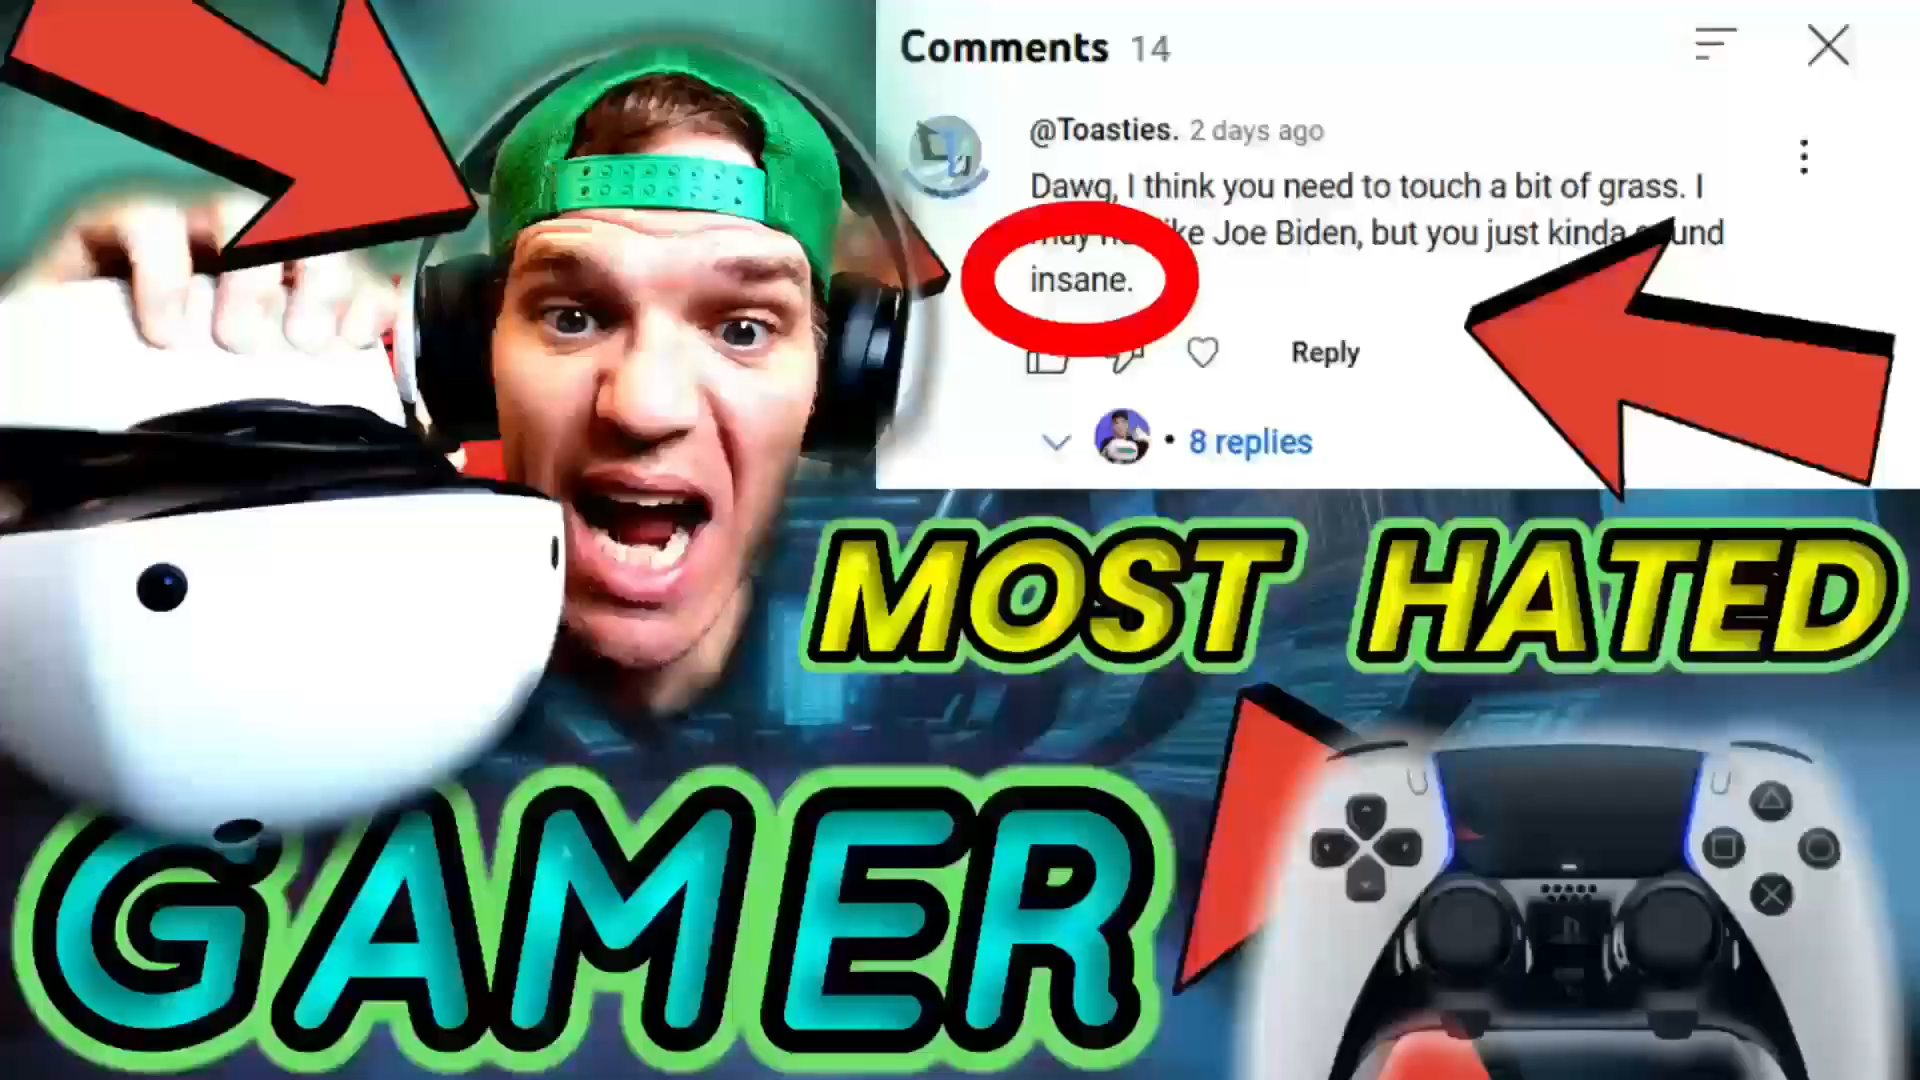 Comments 14
@Toasties. 2 days ago
Dawg, I think you need to touch a bit of grass. I
Joe Biden, but you just kinda
insane.
Reply
• 8 replies
MOST HATED
GAMER